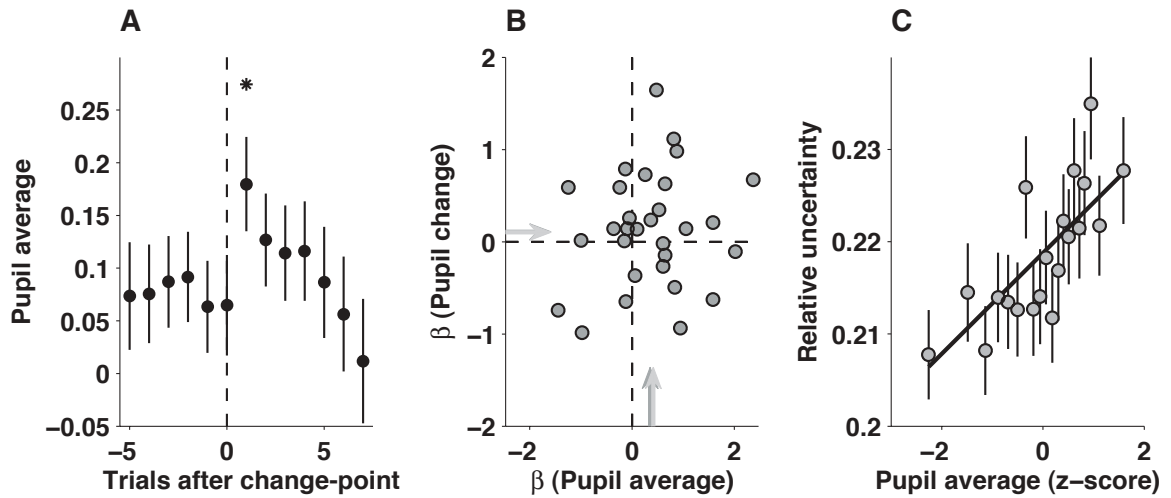 A
Pupil average
0.25
0.2
0.15
0.1
0.05
0
−0.05
*
−5
0
5
Trials after change-point
B
β (Pupil change)
2
1
0
−1
−2
−2
0
2
β (Pupil average)
C
Relative uncertainty
0.23
0.22
0.21
0.2
−2
0
2
Pupil average (z−score)